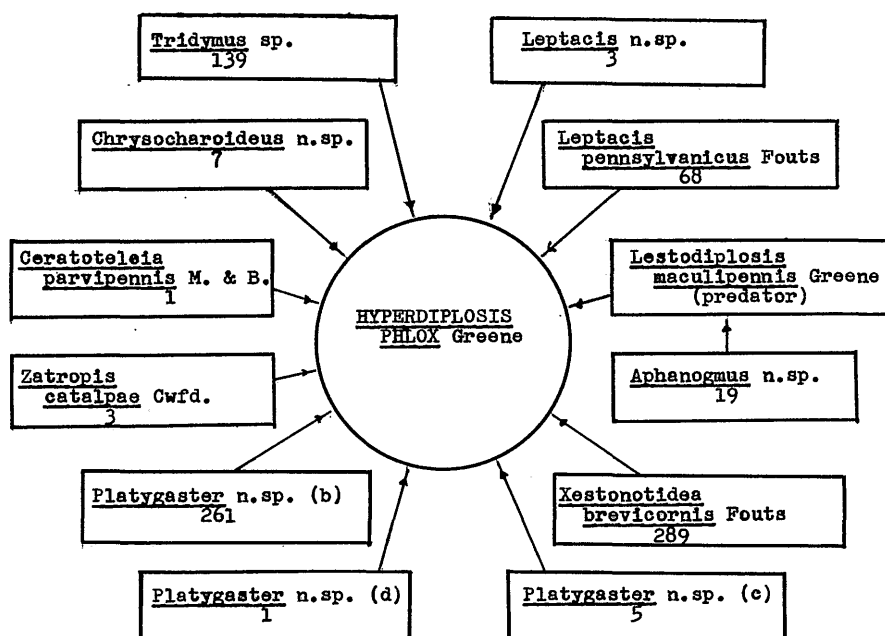 Tridymus sp.
139
Leptacis n.sp.
3
Chrysocharoideus n.sp.
7
Leptacis
pennsylvanicus Fouts
68
Ceratoteleia
parvipennis M. & B.
1
Lestodiplosis
maculipennis Greene
(predator)
HYPERDIPLOSIS
PHLOX Greene
Zatropis
catalpae Cwfd.
3
Aphanogmus n.sp.
19
Platygaster n.sp. (b)
261
Xestonotidea
brevicornis Fouts
289
Platygaster n.sp. (d)
1
Platygaster n.sp. (c)
5